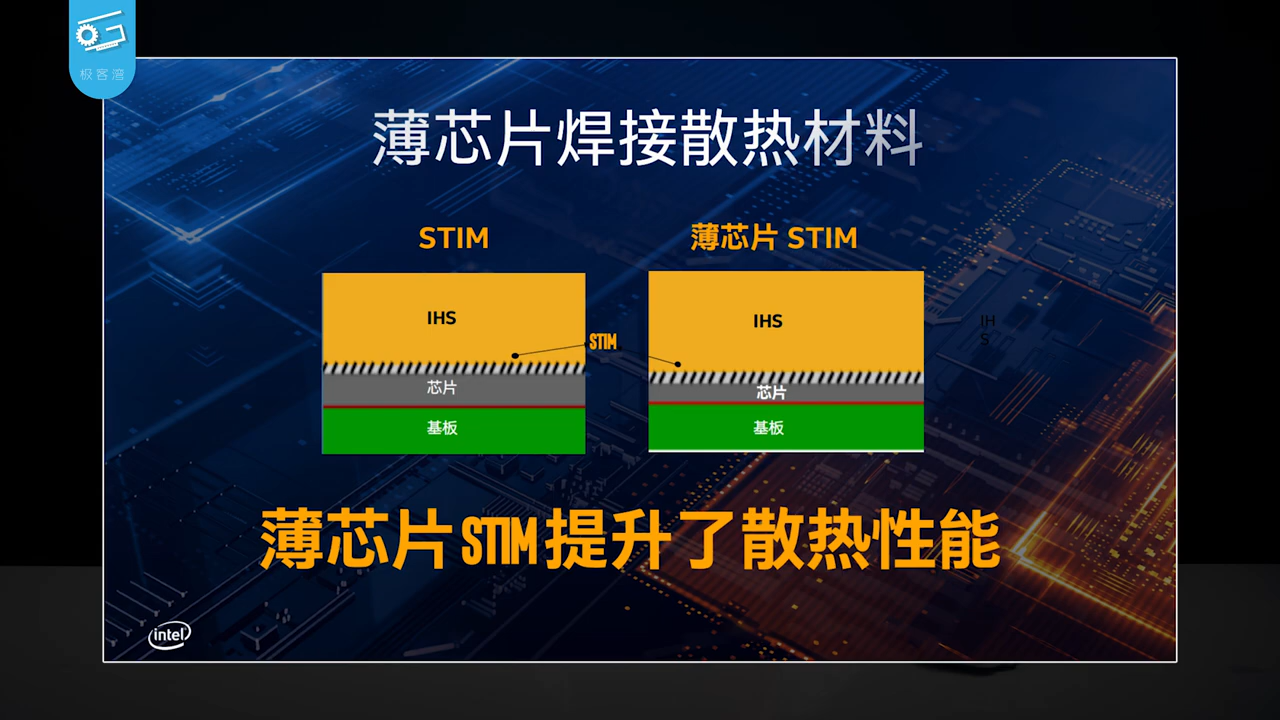 极客湾
薄芯片焊接散热材料
STIM
薄芯片 STIM
IHS
IHS
IH
S
STIM
芯片
芯片
基板
基板
薄芯片STIM提升了散热性能
intel